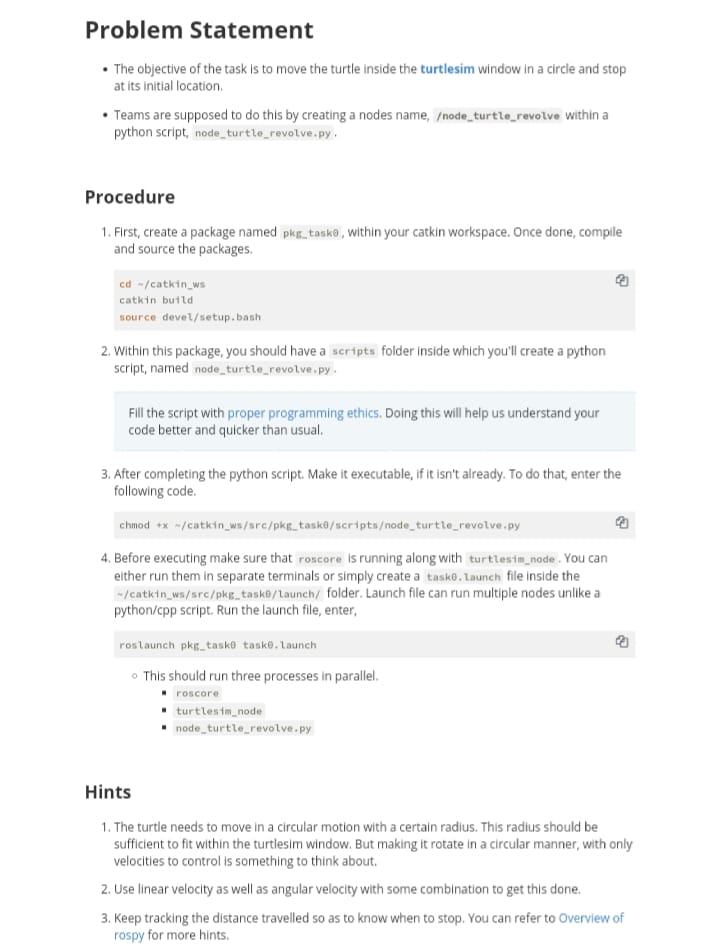 Problem Statement
• The objective of the task is to move the turtle inside the turtlesim window in a circle and stop
at its initial location.
• Teams are supposed to do this by creating a nodes name, /node_turtle_revolve within a
python script, node_turtle_revolve.py.
Procedure
1. First, create a package named pkg_task0, within your catkin workspace. Once done, compile
and source the packages.
cd ~/catkin_ws
catkin build
source devel/setup.bash
2. Within this package, you should have a scripts folder inside which you'll create a python
script, named node_turtle_revolve.py.
Fill the script with proper programming ethics. Doing this will help us understand your
code better and quicker than usual.
3. After completing the python script. Make it executable, if it isn't already. To do that, enter the
following code.
chmod +x ~/catkin_ws/src/pkg_task0/scripts/node_turtle_revolve.py
4. Before executing make sure that roscore is running along with turtlesim_node. You can
either run them in separate terminals or simply create a task0.launch file inside the
~/catkin_ws/src/pkg_task0/launch/ folder. Launch file can run multiple nodes unlike a
python/cpp script. Run the launch file, enter,
roslaunch pkg_task0 task0.launch
◦ This should run three processes in parallel.
▪ roscore
▪ turtlesim_node
▪ node_turtle_revolve.py
Hints
1. The turtle needs to move in a circular motion with a certain radius. This radius should be
sufficient to fit within the turtlesim window. But making it rotate in a circular manner, with only
velocities to control is something to think about.
2. Use linear velocity as well as angular velocity with some combination to get this done.
3. Keep tracking the distance travelled so as to know when to stop. You can refer to Overview of
rospy for more hints.